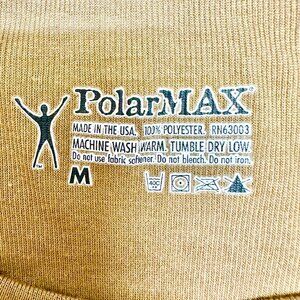 PolarMAX®
MADE IN THE USA. 100% POLYESTER. RN63003
MACHINE WASH WARM. TUMBLE DRY LOW.
Do not use fabric softener. Do not bleach. Do not iron.
M